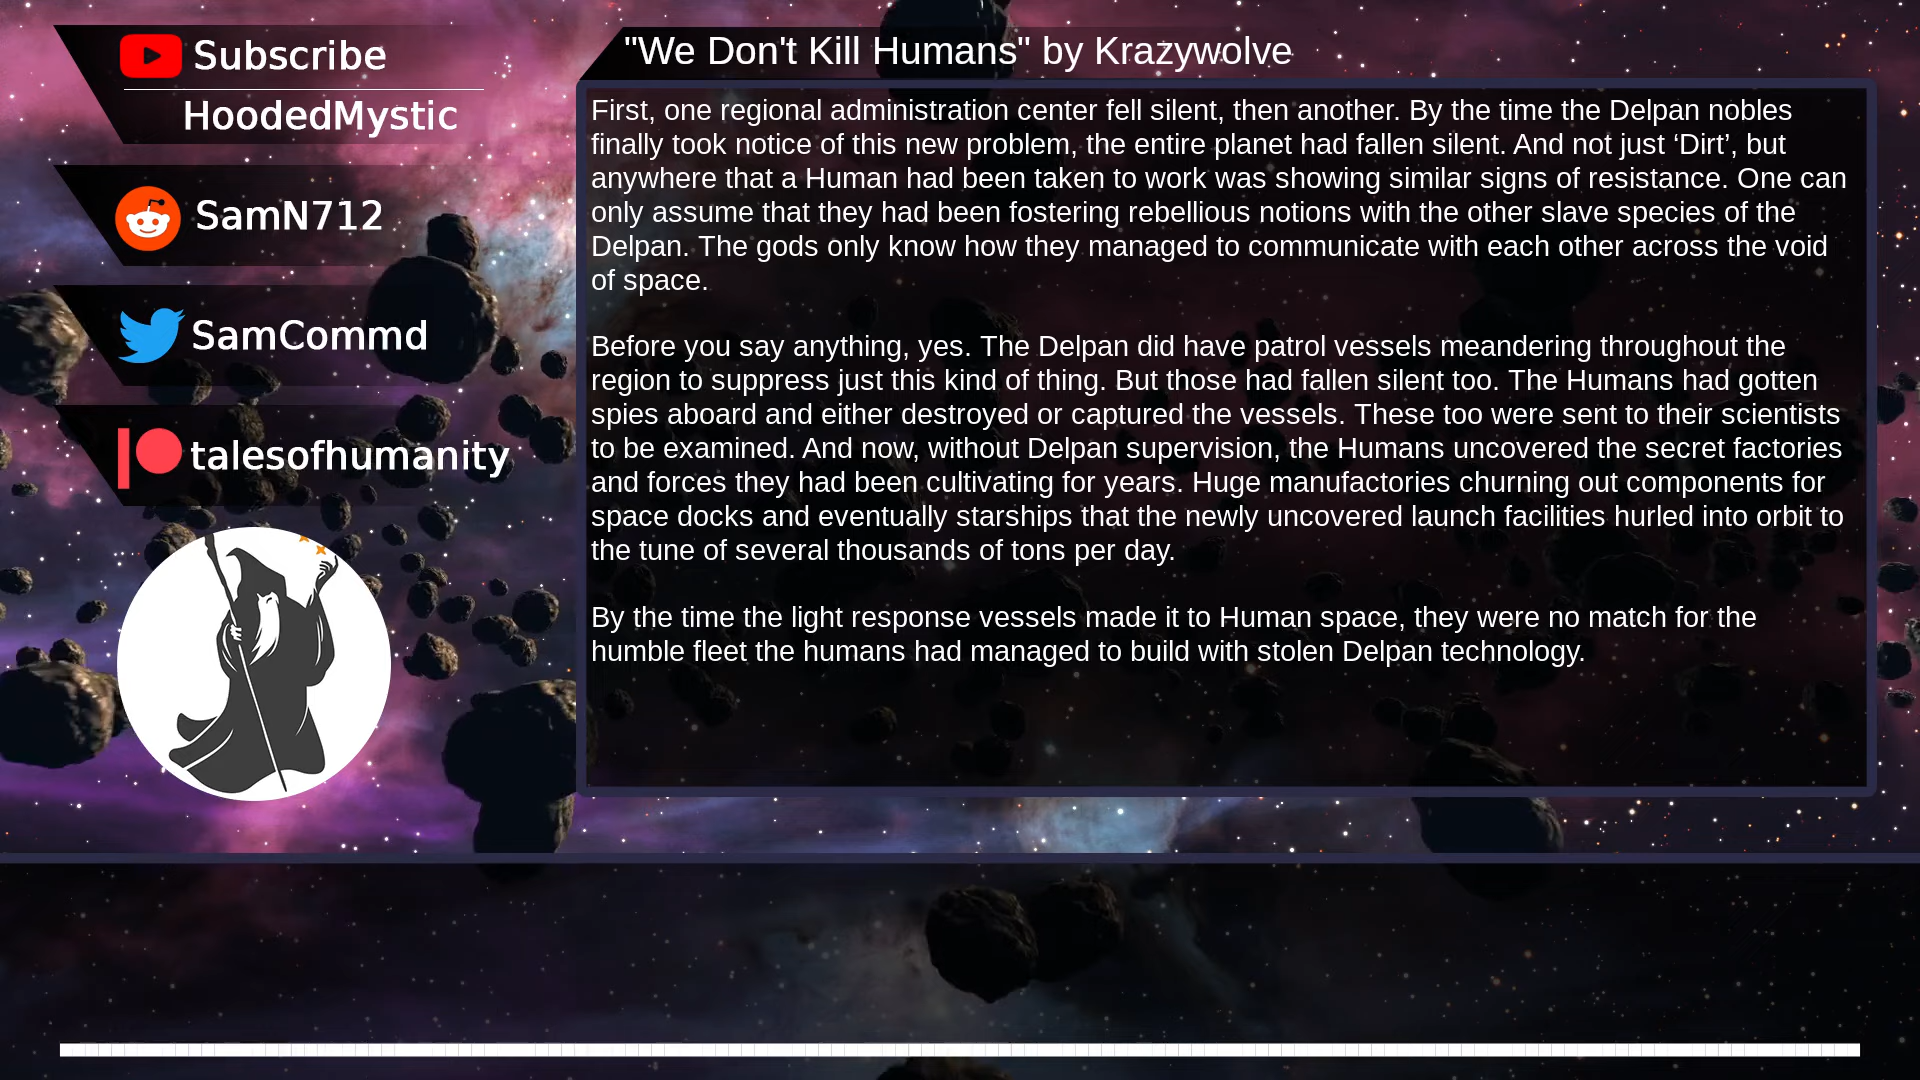 Subscribe
HoodedMystic
SamN712
SamCommd
talesofhumanity
"We Don't Kill Humans" by Krazywolve
First, one regional administration center fell silent, then another. By the time the Delpan nobles
finally took notice of this new problem, the entire planet had fallen silent. And not just ‘Dirt’, but
anywhere that a Human had been taken to work was showing similar signs of resistance. One can
only assume that they had been fostering rebellious notions with the other slave species of the
Delpan. The gods only know how they managed to communicate with each other across the void
of space.
Before you say anything, yes. The Delpan did have patrol vessels meandering throughout the
region to suppress just this kind of thing. But those had fallen silent too. The Humans had gotten
spies aboard and either destroyed or captured the vessels. These too were sent to their scientists
to be examined. And now, without Delpan supervision, the Humans uncovered the secret factories
and forces they had been cultivating for years. Huge manufactories churning out components for
space docks and eventually starships that the newly uncovered launch facilities hurled into orbit to
the tune of several thousands of tons per day.
By the time the light response vessels made it to Human space, they were no match for the
humble fleet the humans had managed to build with stolen Delpan technology.